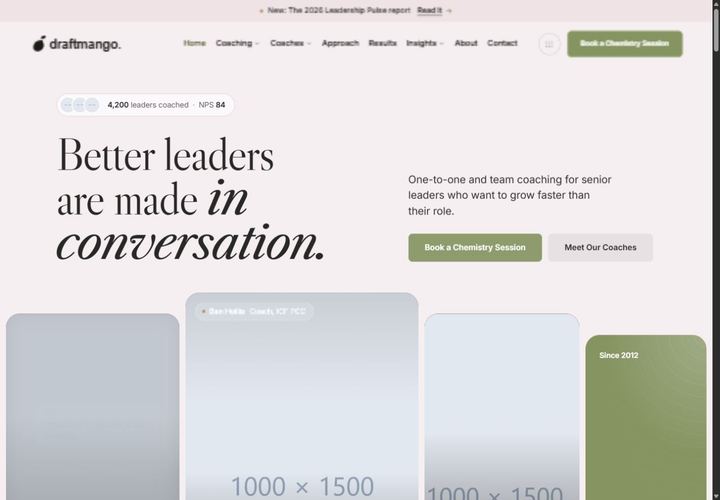 New: The 2026 Leadership Pulse report Read it →
draftmango.
Home Coaching Coaches Approach Results Insights About Contact
Book a Chemistry Session
4,200 leaders coached · NPS 84
Better leaders
are made in
conversation.
One-to-one and team coaching for senior
leaders who want to grow faster than
their role.
Book a Chemistry Session
Meet Our Coaches
Coach, ICF PCC
Since 2012
1000 × 1500
1000 × 1500